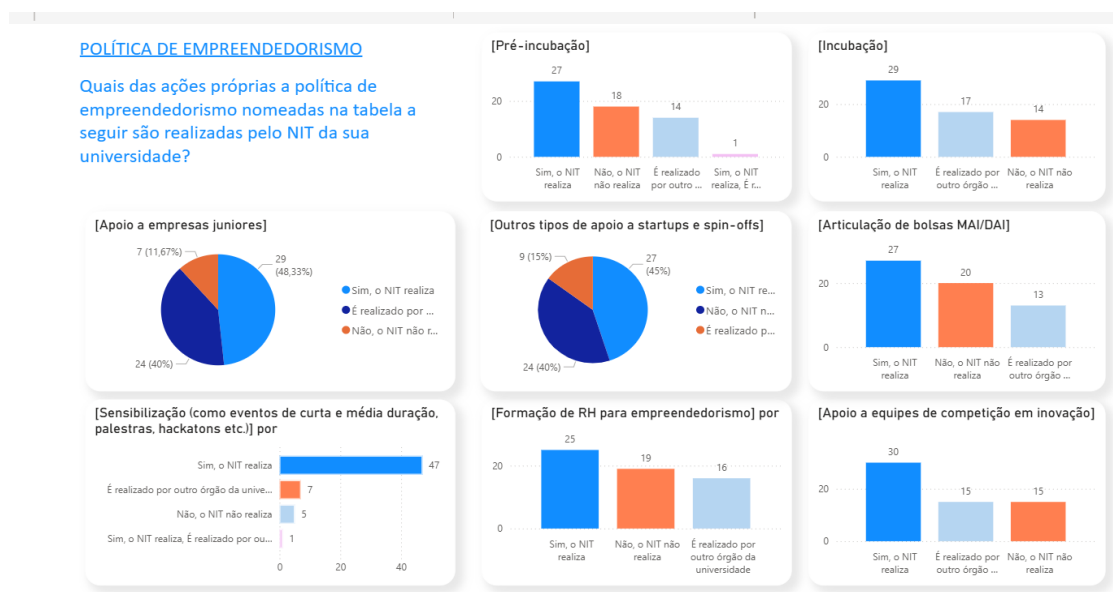 POLÍTICA DE EMPREENDEDORISMO
Quais das ações próprias a política de
empreendedorismo nomeadas na tabela a
seguir são realizadas pelo NIT da sua
universidade?
[Pré-incubação]
27
18
14
1
20
0
Sim, o NIT
realiza
Não, o NIT
não realiza
É realizado
por outro ...
Sim, o NIT
realiza, É r...
[Incubação]
29
17
14
20
0
Sim, o NIT
realiza
É realizado por
outro órgão ...
Não, o NIT não
realiza
[Apoio a empresas juniores]
7 (11,67%)
29
(48,33%)
24 (40%)
Sim, o NIT realiza
É realizado por ...
Não, o NIT não r...
[Outros tipos de apoio a startups e spin-offs]
9 (15%)
27
(45%)
24 (40%)
Sim, o NIT re...
Não, o NIT n...
É realizado p...
[Articulação de bolsas MAI/DAI]
27
20
13
20
0
Sim, o NIT
realiza
Não, o NIT não
realiza
É realizado por
outro órgão ...
[Sensibilização (como eventos de curta e média duração,
palestras, hackatons etc.)] por
Sim, o NIT realiza 47
É realizado por outro órgão da unive... 7
Não, o NIT não realiza 5
Sim, o NIT realiza, É realizado por ou... 1
0 20 40
[Formação de RH para empreendedorismo] por
25
19
16
20
0
Sim, o NIT
realiza
Não, o NIT não
realiza
É realizado por
outro órgão da
universidade
[Apoio a equipes de competição em inovação]
30
15
15
20
0
Sim, o NIT
realiza
É realizado por
outro órgão ...
Não, o NIT não
realiza